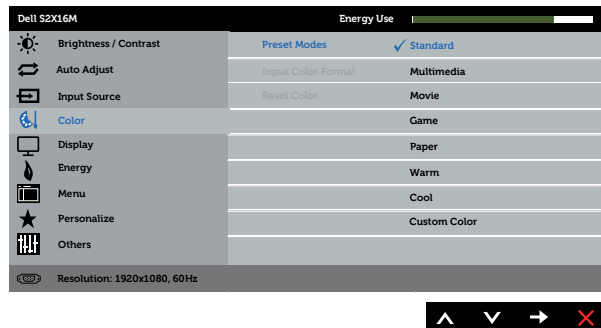 Dell S2X16M Energy Use
Brightness / Contrast Preset Modes Standard
Auto Adjust Input Color Format Multimedia
Input Source Reset Color Movie
Color Game
Display Paper
Energy Warm
Menu Cool
Personalize Custom Color
Others
Resolution: 1920x1080, 60Hz